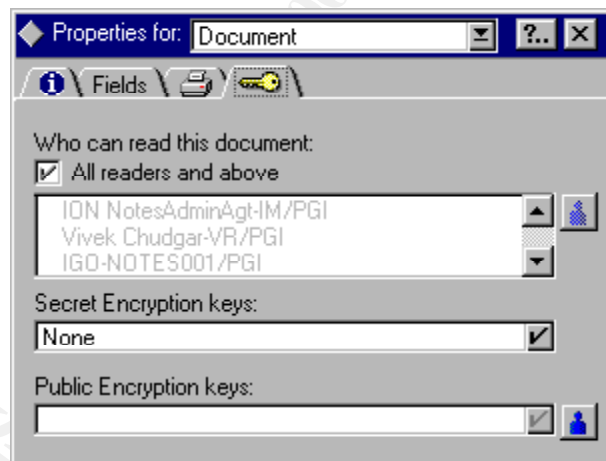 Properties for: Document ?..
i Fields
Who can read this document:
All readers and above
ION NotesAdminAgt-IM/PGI
Vivek Chudgar-VR/PGI
IGO-NOTES001/PGI
Secret Encryption keys:
None
Public Encryption keys: